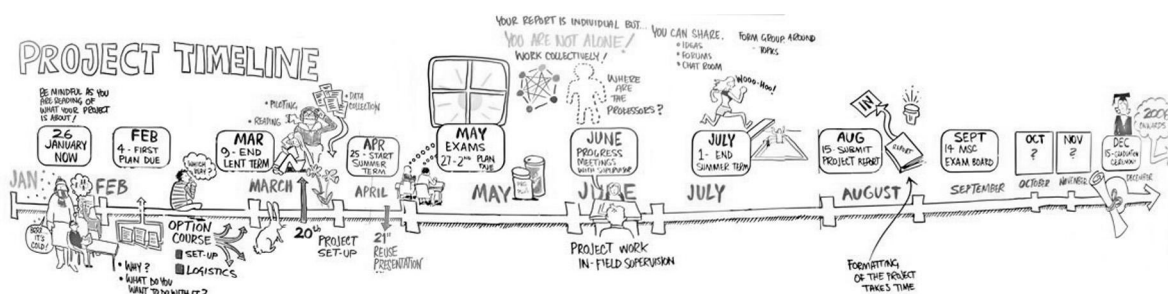 PROJECT TIMELINE
YOUR REPORT IS INDIVIDUAL BUT...
YOU ARE NOT ALONE!
WORK COLLECTIVELY!
YOU CAN SHARE.
• IDEAS
• FORUMS
• CHAT ROOM
FORM GROUP AROUND
TOPICS
BE MINDFUL AS YOU
ARE READING OF
WHAT YOUR PROJECT
IS ABOUT!
26
JANUARY
NOW
FEB
4 - FIRST
PLAN DUE
WHICH
WAY?
MAR
9 - END
LENT TERM
• PILOTING
• READING
• DATA
COLLECTION
APR
25 - START
SUMMER
TERM
MAY
EXAMS
27 - 2ND PLAN
WHERE
ARE
THE
PROFESSORS?
JUNE
PROGRESS
MEETINGS
WITH SUPERVISOR
WOOO-HOO!
JULY
1 - END
SUMMER TERM
IN
AUG
15. SUBMIT
PROJECT REPORT
SEPT
14 MSC
EXAM BOARD
OCT
?
NOV
?
DEC
JAN
FEB
MARCH
APRIL
MAY
JUNE
JULY
AUGUST
SEPTEMBER
OCTOBER
NOVEMBER
DECEMBER
IT'S
COLD!
• WHY?
• WHAT DO YOU
WANT TO DO WITH IT?
OPTION
COURSE
SET-UP
LOGISTICS
20th
PROJECT
SET-UP
21st
REUSE
PRESENTATION
PROJECT WORK
IN-FIELD SUPERVISION
FORMATTING
OF THE PROJECT
TAKES TIME